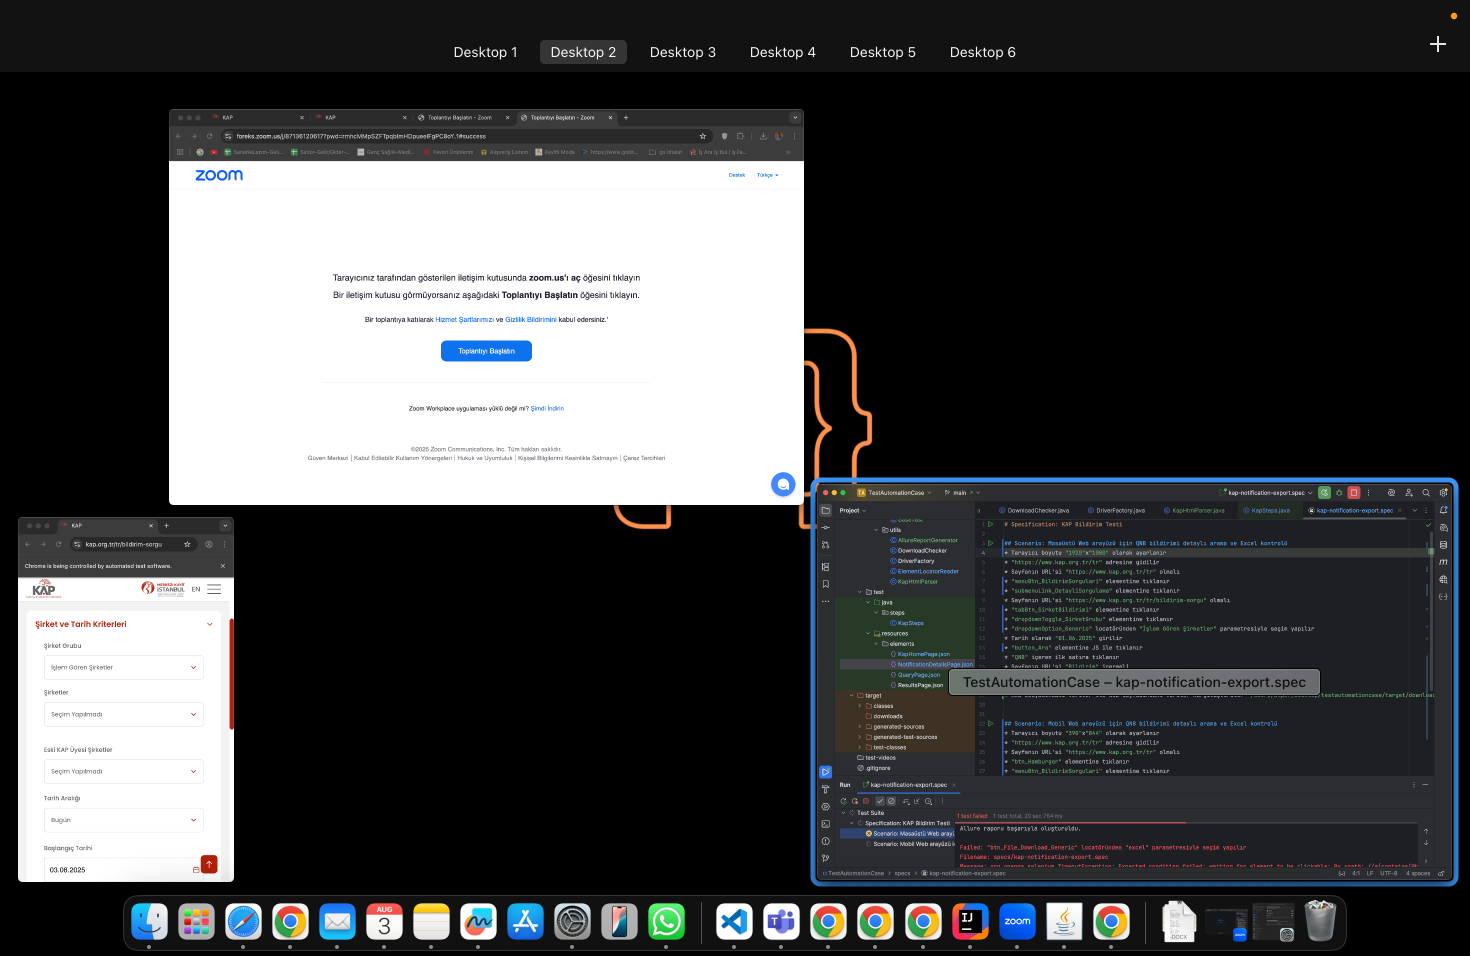 Desktop 1 Desktop 2 Desktop 3 Desktop 4 Desktop 5 Desktop 6
KAP KAP Toplantıyı Başlatın - Zoom Toplantıyı Başlatın - Zoom
zoom
Destek Türkçe
Tarayıcınız tarafından gösterilen iletişim kutusunda zoom.us'ı aç öğesini tıklayın
Bir iletişim kutusu görmüyorsanız aşağıdaki Toplantıyı Başlatın öğesini tıklayın.
Bir toplantıya katılarak Hizmet Şartlarımızı ve Gizlilik Bildirimini kabul edersiniz.'
Toplantıyı Başlatın
Zoom Workplace uygulaması yüklü değil mi? Şimdi İndirin
©2025 Zoom Communications, Inc. Tüm hakları saklıdır.
Güven Merkezi | Kabul Edilebilir Kullanım Yönergeleri | Hukuk ve Uyumluluk | Kişisel Bilgilerimi Kesinlikle Satmayın | Çerez Tercihleri
KAP
kap.org.tr/tr/bildirim-sorgu
Chrome is being controlled by automated test software.
KAP
MERKEZİ KAYIT
İSTANBUL EN
Şirket ve Tarih Kriterleri
Şirket Grubu
İşlem Gören Şirketler
Şirketler
Seçim Yapılmadı
Eski KAP Üyesi Şirketler
Seçim Yapılmadı
Tarih Aralığı
Bugün
Başlangıç Tarihi
03.08.2025
TA TestAutomationCase main kap-notification-export.spec
Project
DownloadChecker.java DriverFactory.java KapHtmlParser.java KapSteps.java kap-notification-export.spec
utils
AllureReportGenerator
DownloadChecker
DriverFactory
ElementLocatorReader
KapHtmlParser
test
java
steps
KapSteps
resources
elements
KapHomePage.json
NotificationDetailsPage.json
QueryPage.json
ResultsPage.json
target
classes
downloads
generated-sources
generated-test-sources
test-classes
test-videos
.gitignore
# Specification: KAP Bildirim Testi
## Scenario: Masaüstü Web arayüzü için QNB bildirimi detaylı arama ve Excel kontrolü
* Tarayıcı boyutu "1920"x"1080" olarak ayarlanır
* "https://www.kap.org.tr/tr" adresine gidilir
* Sayfanın URL'si "https://www.kap.org.tr/tr" olmalı
* "menuBtn_BildirimSorgulari" elementine tıklanır
* "submenuLink_DetayliSorgulama" elementine tıklanır
* Sayfanın URL'si "https://www.kap.org.tr/tr/bildirim-sorgu" olmalı
* "tabBtn_SirketBildirimi" elementine tıklanır
* "dropdownToggle_SirketGrubu" elementine tıklanır
* "dropdownOption_Generic" locatöründen "İşlem Gören Şirketler" parametresiyle seçim yapılır
* Tarih olarak "01.06.2025" girilir
* "button_Ara" elementine JS ile tıklanır
* "QNB" içeren ilk satıra tıklanır
TestAutomationCase – kap-notification-export.spec
## Scenario: Mobil Web arayüzü için QNB bildirimi detaylı arama ve Excel kontrolü
* Tarayıcı boyutu "390"x"844" olarak ayarlanır
* "https://www.kap.org.tr/tr" adresine gidilir
* Sayfanın URL'si "https://www.kap.org.tr/tr" olmalı
* "btn_Hamburger" elementine tıklanır
* "menuBtn_BildirimSorgulari" elementine tıklanır
Run kap-notification-export.spec
Test Suite
Specification: KAP Bildirim Testi
Scenario: Masaüstü Web
Scenario: Mobil Web arayüzü
1 test failed 1 test total, 20 sec 764 ms
Allure raporu başarıyla oluşturuldu.
Failed: "btn_File_Download_Generic" locatöründen "excel" parametresiyle seçim yapılır
Filename: specs/kap-notification-export.spec
TestAutomationCase > specs > kap-notification-export.spec
4:1 LF UTF-8 4 spaces
AUG
3
IJ
zoom
.DOCX